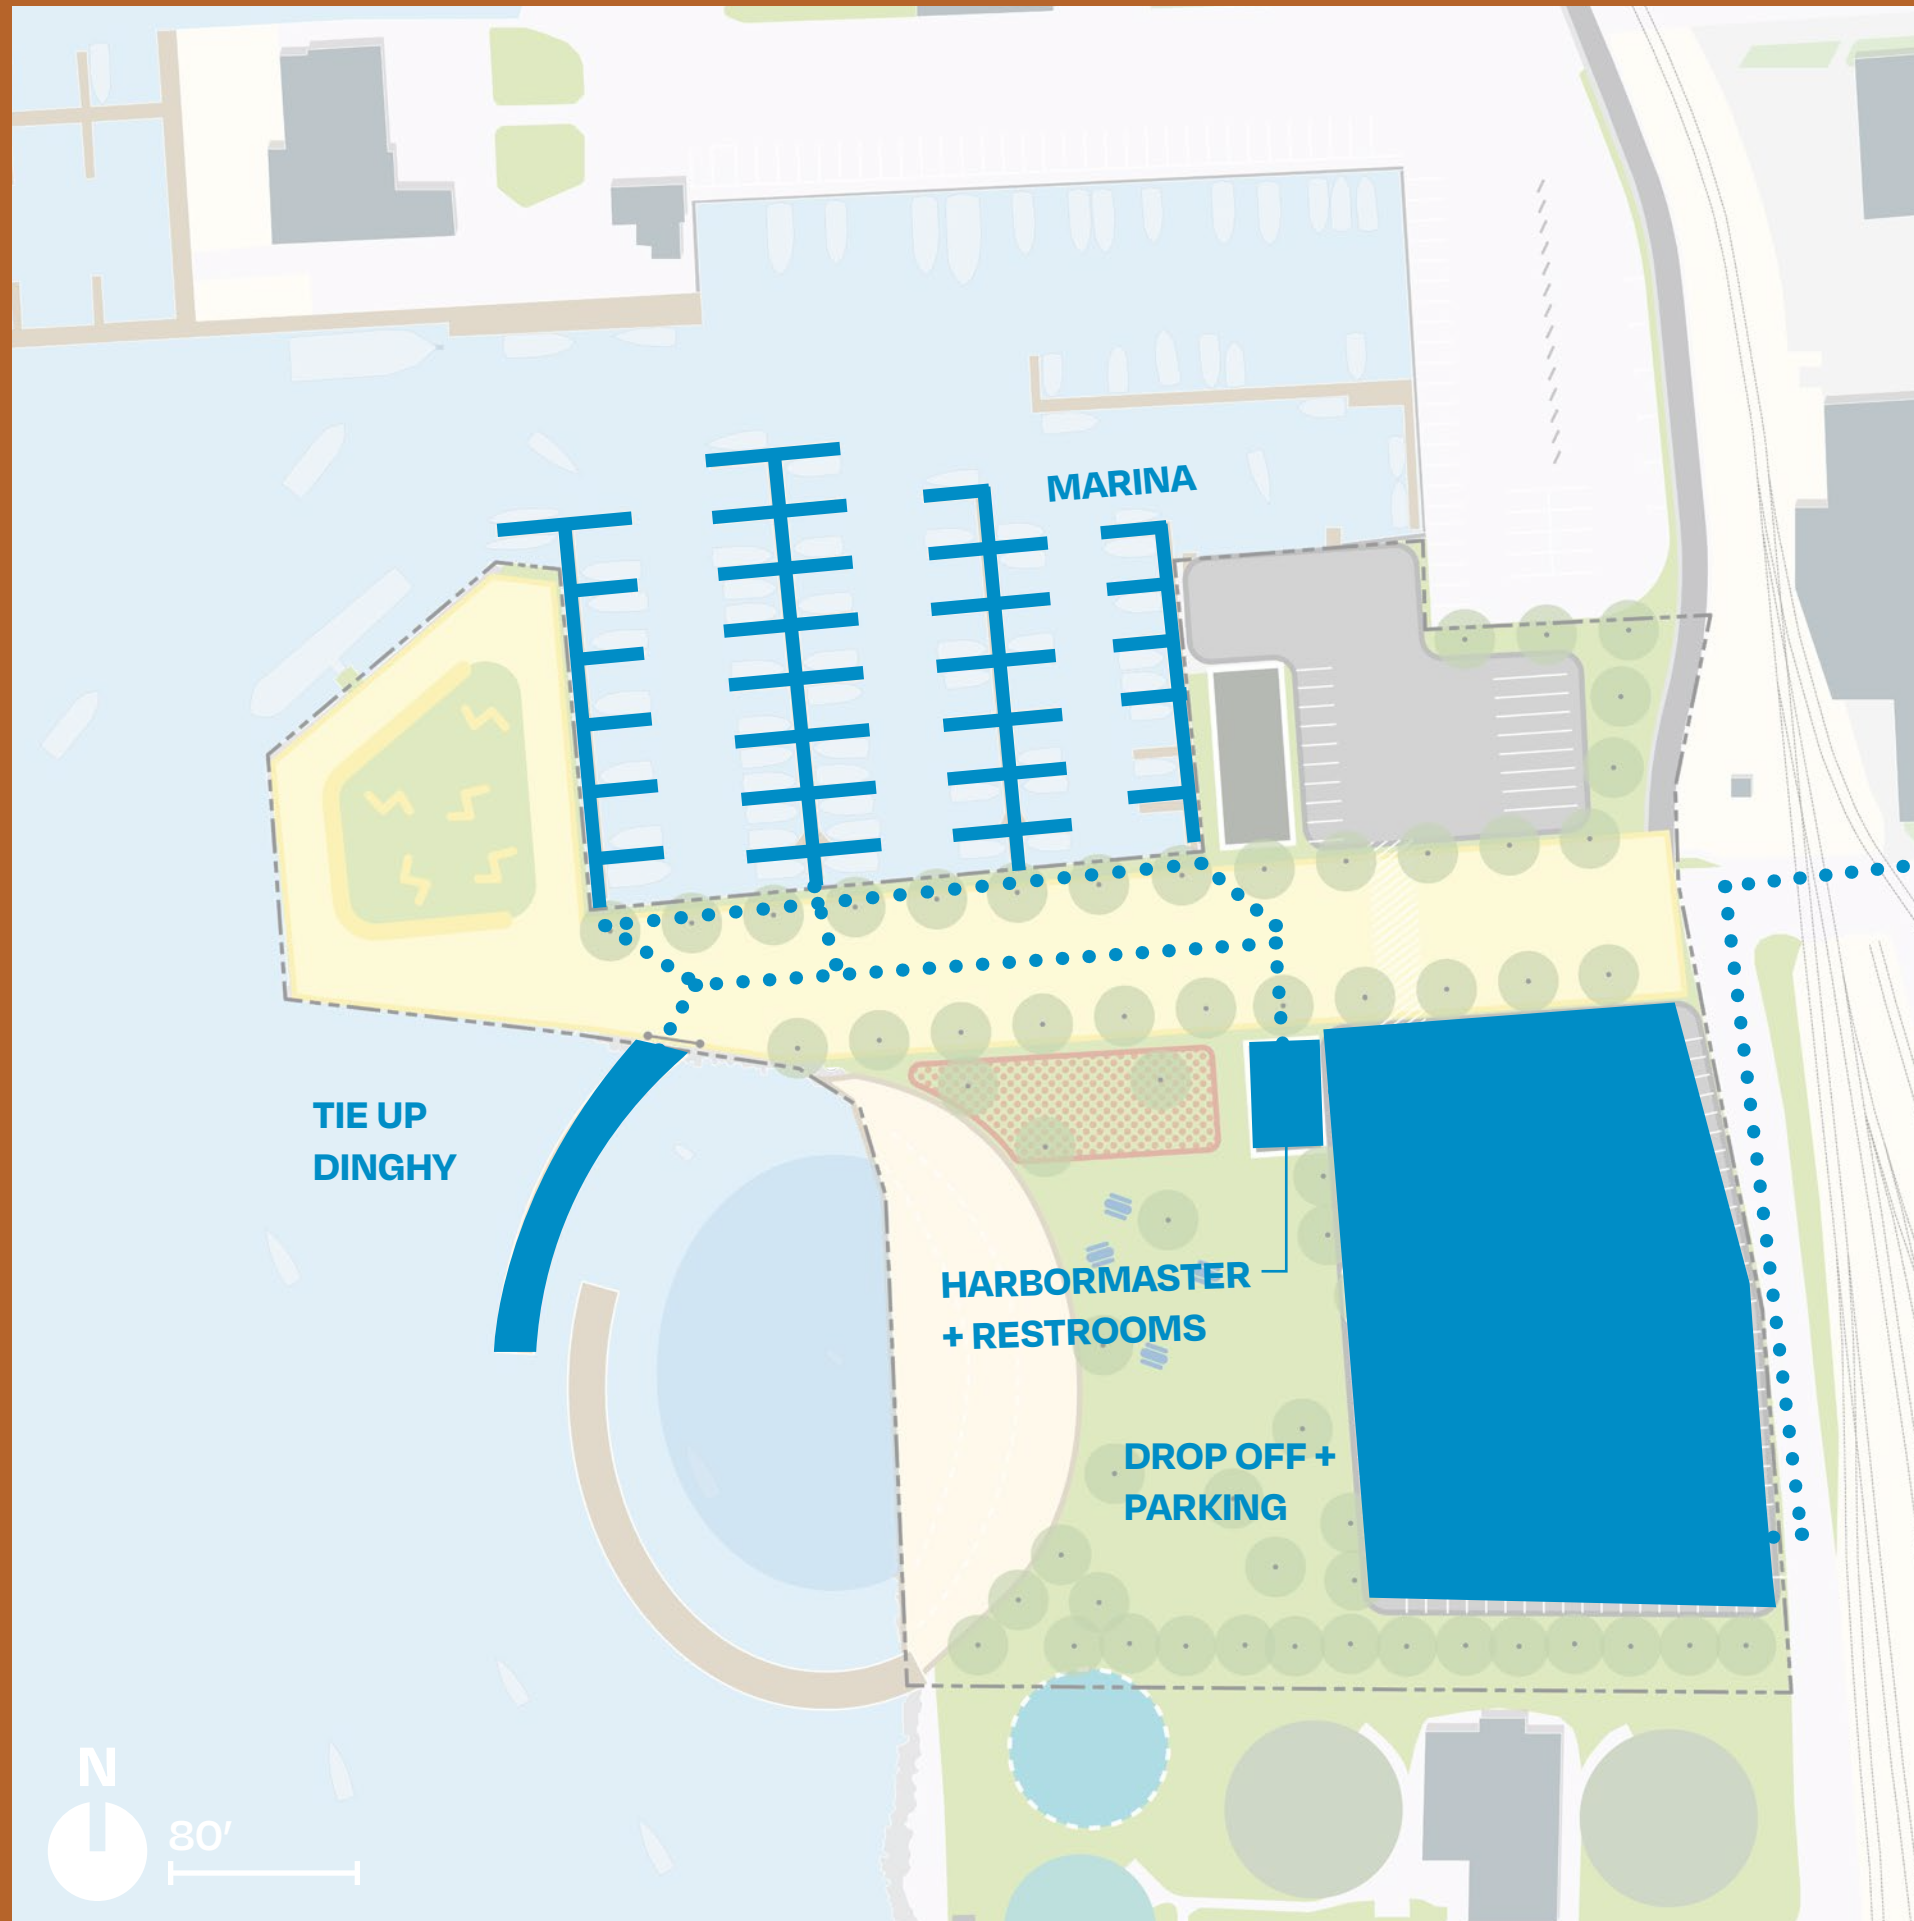 MARINA
TIE UP
DINGHY
HARBORMASTER
+ RESTROOMS
DROP OFF +
PARKING
N
80'